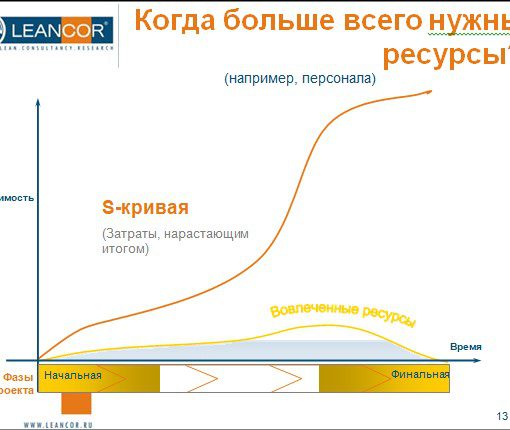 LEANCOR®
LEAN CONSULTANCY RESEARCH
Когда больше всего нужны
ресурсы?
(например, персонала)
имость
S-кривая
(Затраты, нарастающим
итогом)
Вовлеченные ресурсы
Время
Фазы
роекта
Начальная
Финальная
13
WWW.LEANCOR.RU